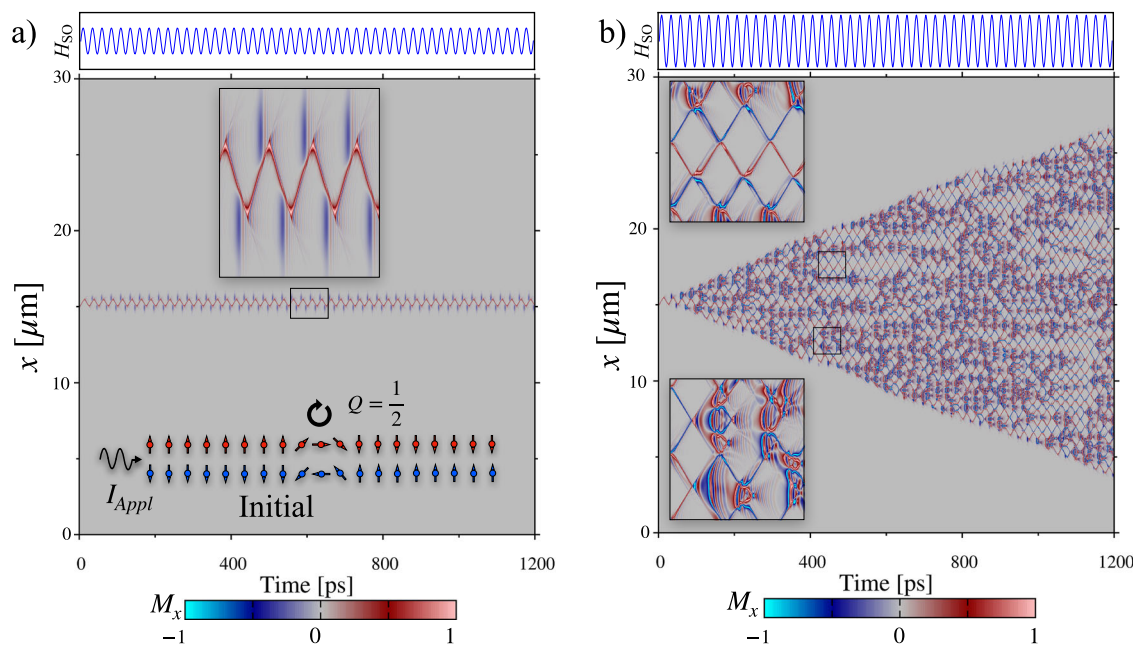 a)
H_SO
30
20
10
0
x [μm]
Q = 1/2
I_Appl
Initial
0 400 800 1200
Time [ps]
M_x
−1 0 1
b)
H_SO
30
20
10
0
x [μm]
0 400 800 1200
Time [ps]
M_x
−1 0 1